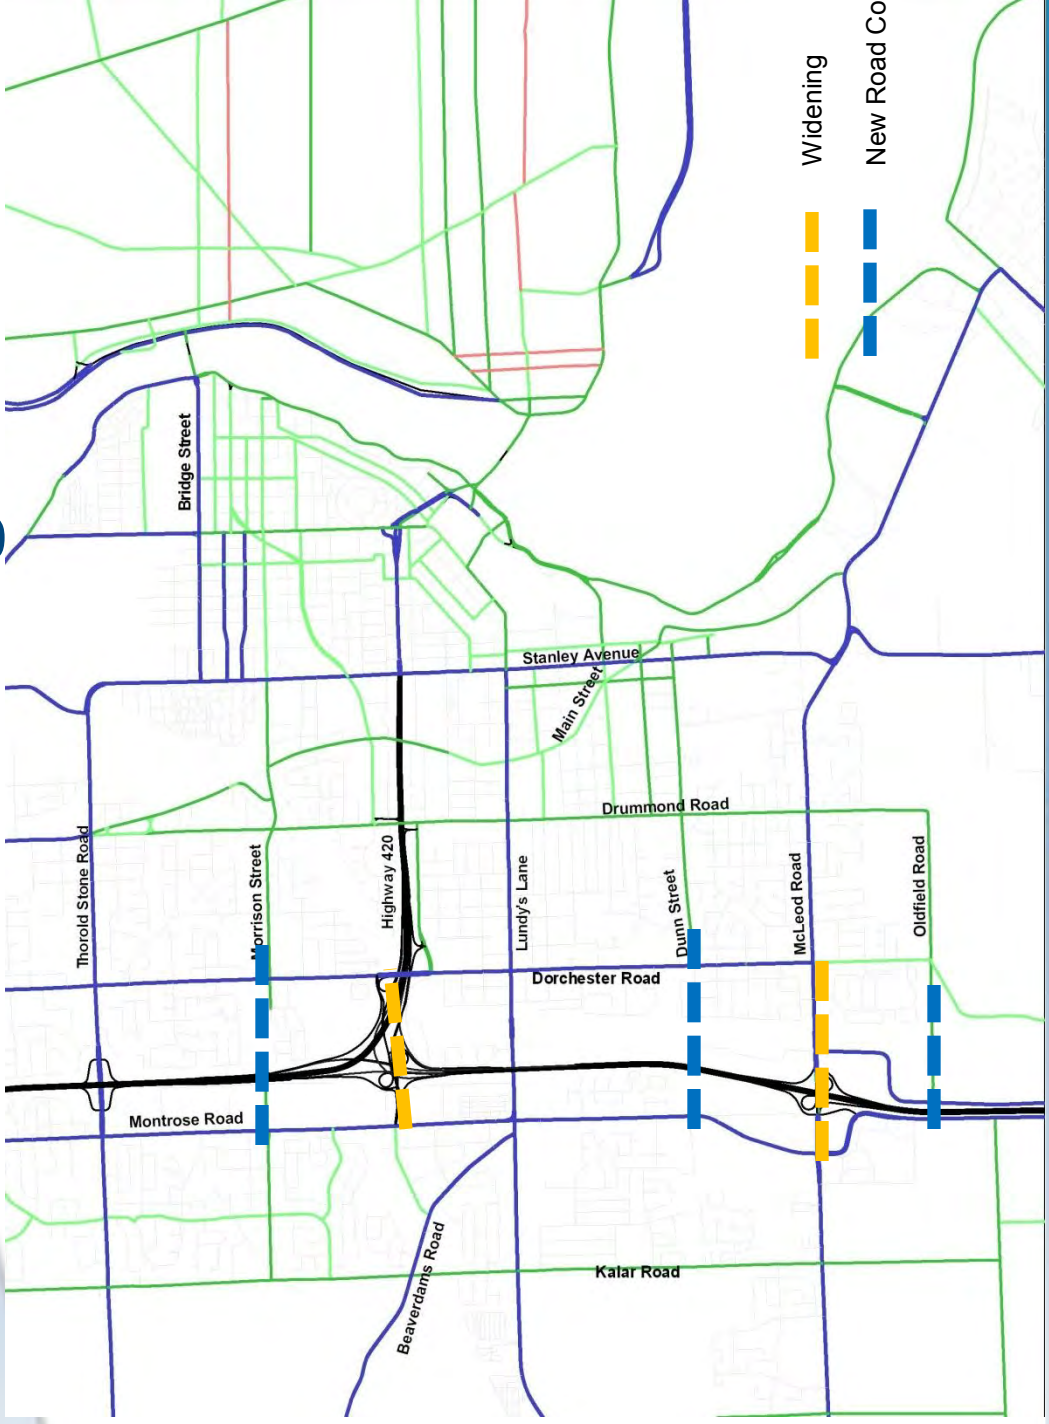 Widening
New Road Co
Bridge Street
Stanley Avenue
Main Street
Thorold Stone Road
Morrison Street
Highway 420
Lundy's Lane
Drummond Road
Dunn Street
McLeod Road
Oldfield Road
Dorchester Road
Montrose Road
Beaverdams Road
Kalar Road